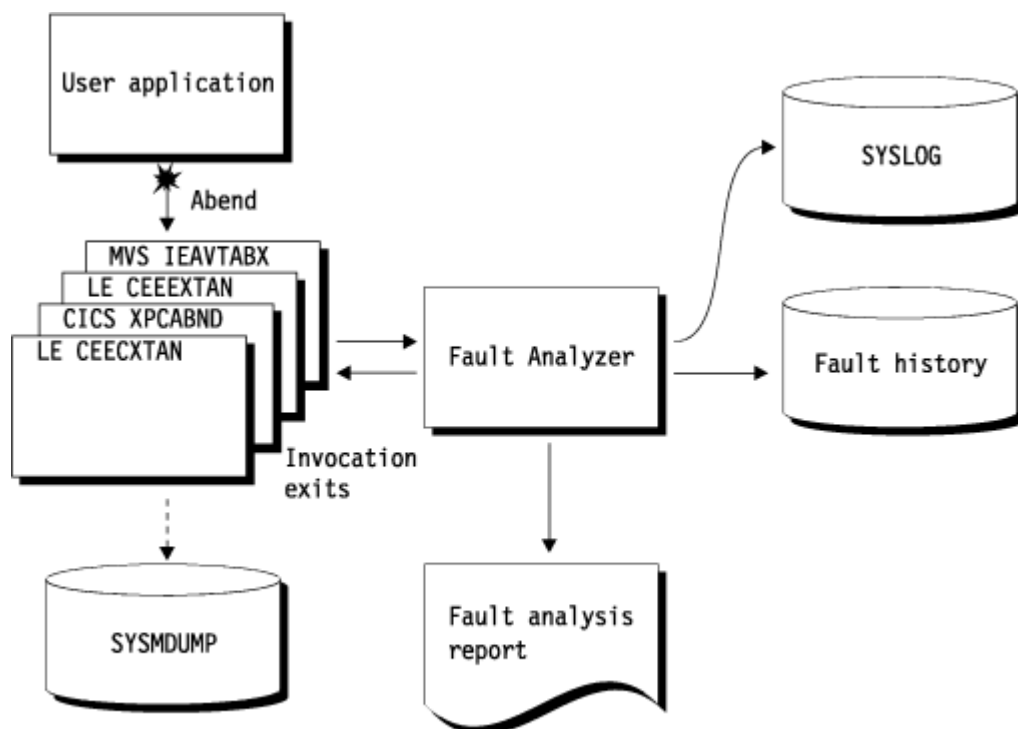 User application
Abend
MVS IEAVTABX
LE CEEEXTAN
CICS XPCABND
LE CEECXTAN
Invocation
exits
SYSMDUMP
Fault Analyzer
Fault analysis
report
SYSLOG
Fault history